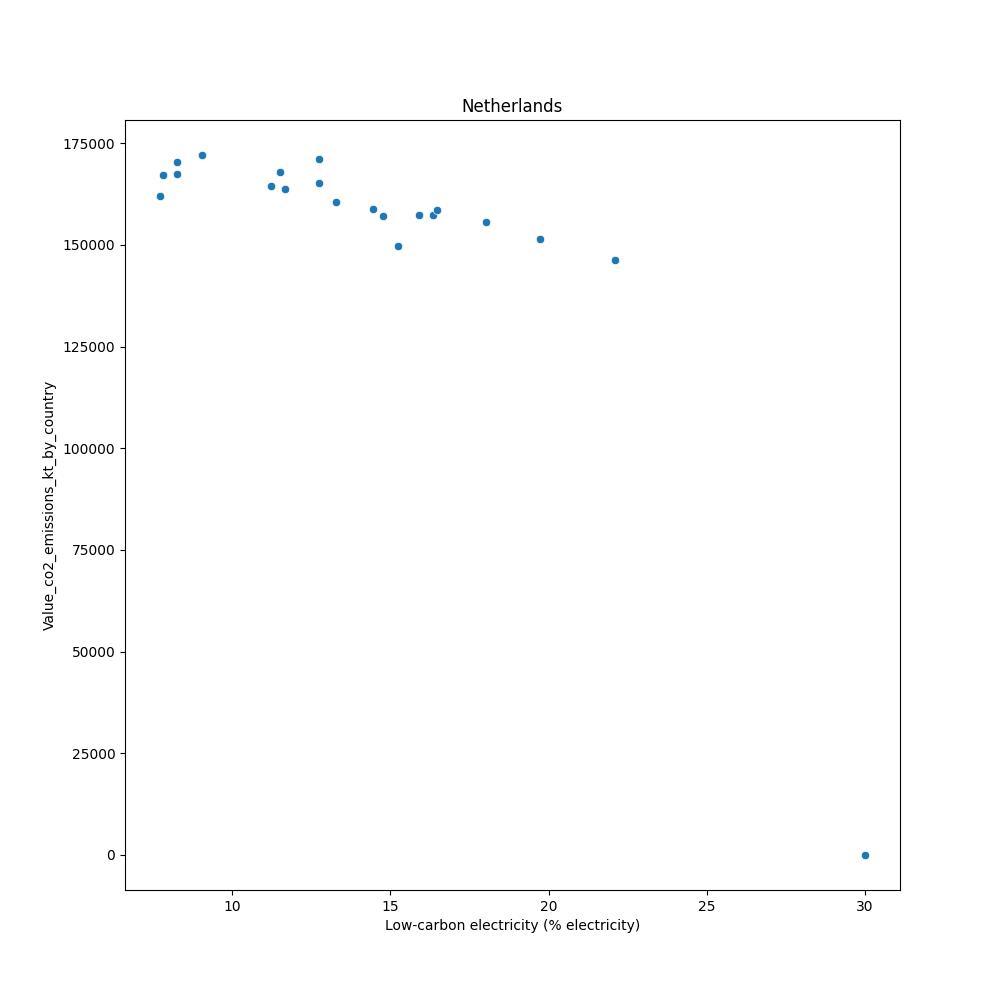 Netherlands
175000
150000
125000
100000
75000
50000
25000
0
Value_co2_emissions_kt_by_country
10 15 20 25 30
Low-carbon electricity (% electricity)